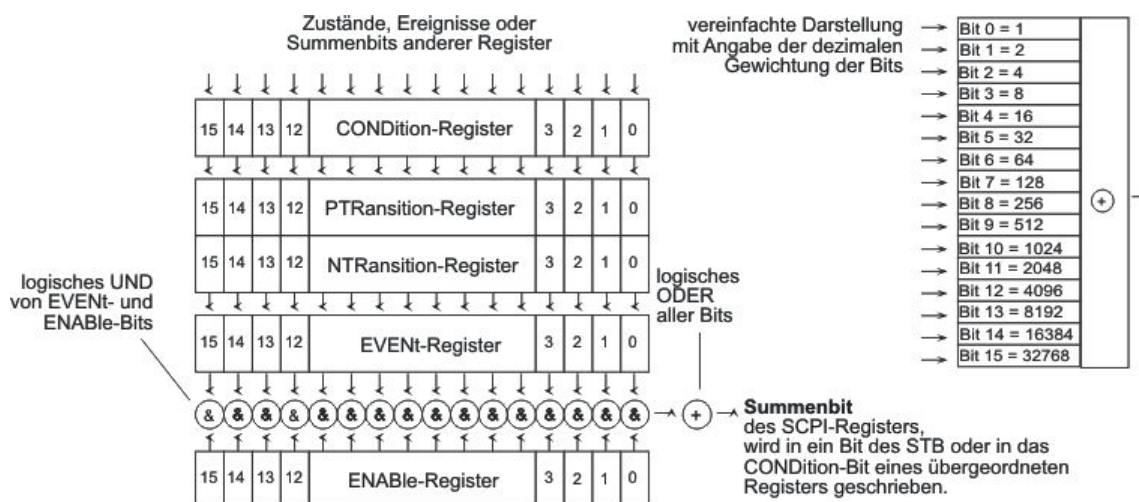 Zustände, Ereignisse oder
Summenbits anderer Register
15 14 13 12 CONDition-Register 3 2 1 0
15 14 13 12 PTRansition-Register 3 2 1 0
15 14 13 12 NTRansition-Register 3 2 1 0
logisches UND
von EVENt- und
ENABle-Bits
logisches
ODER
aller Bits
15 14 13 12 EVENt-Register 3 2 1 0
& & & & & & & & & & & & & & & & +
15 14 13 12 ENABle-Register 3 2 1 0
Summenbit
des SCPI-Registers,
wird in ein Bit des STB oder in das
CONDition-Bit eines übergeordneten
Registers geschrieben.
vereinfachte Darstellung
mit Angabe der dezimalen
Gewichtung der Bits
Bit 0 = 1
Bit 1 = 2
Bit 2 = 4
Bit 3 = 8
Bit 4 = 16
Bit 5 = 32
Bit 6 = 64
Bit 7 = 128
Bit 8 = 256
Bit 9 = 512
Bit 10 = 1024
Bit 11 = 2048
Bit 12 = 4096
Bit 13 = 8192
Bit 14 = 16384
Bit 15 = 32768
+